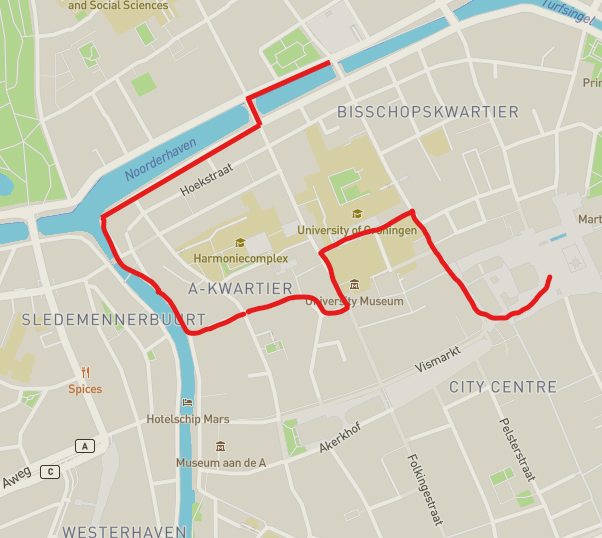 and Social Sciences
Turfsingel
Prin
BISSCHOPSKWARTIER
Noorderhaven
Hoekstraat
Mart
University of Groningen
Harmoniecomplex
A-KWARTIER
University Museum
SLEDEMENNERBUURT
Vismarkt
Spices
CITY CENTRE
Hotelschip Mars
Pelsterstraat
Akerkhof
A
Museum aan de A
Folkingestraat
Aweg
C
WESTERHAVEN